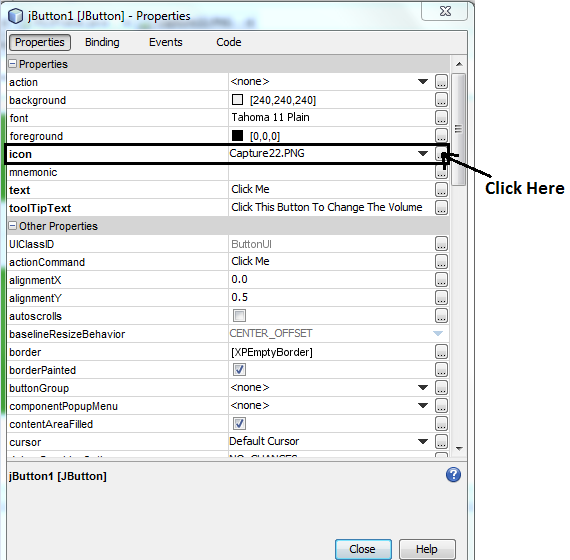 jButton1 [JButton] - Properties
Properties Binding Events Code
Properties
action <none> ...
background [240,240,240] ...
font Tahoma 11 Plain ...
foreground [0,0,0] ...
icon Capture22.PNG ...
Click Here
mnemonic ...
text Click Me ...
toolTipText Click This Button To Change The Volume ...
Other Properties
UIClassID ButtonUI ...
actionCommand Click Me ...
alignmentX 0.0 ...
alignmentY 0.5 ...
autoscrolls ...
baselineResizeBehavior CENTER_OFFSET
border [XPEmptyBorder] ...
borderPainted ...
buttonGroup <none> ...
componentPopupMenu <none> ...
contentAreaFilled ...
cursor Default Cursor ...
jButton1 [JButton]
?
Close Help